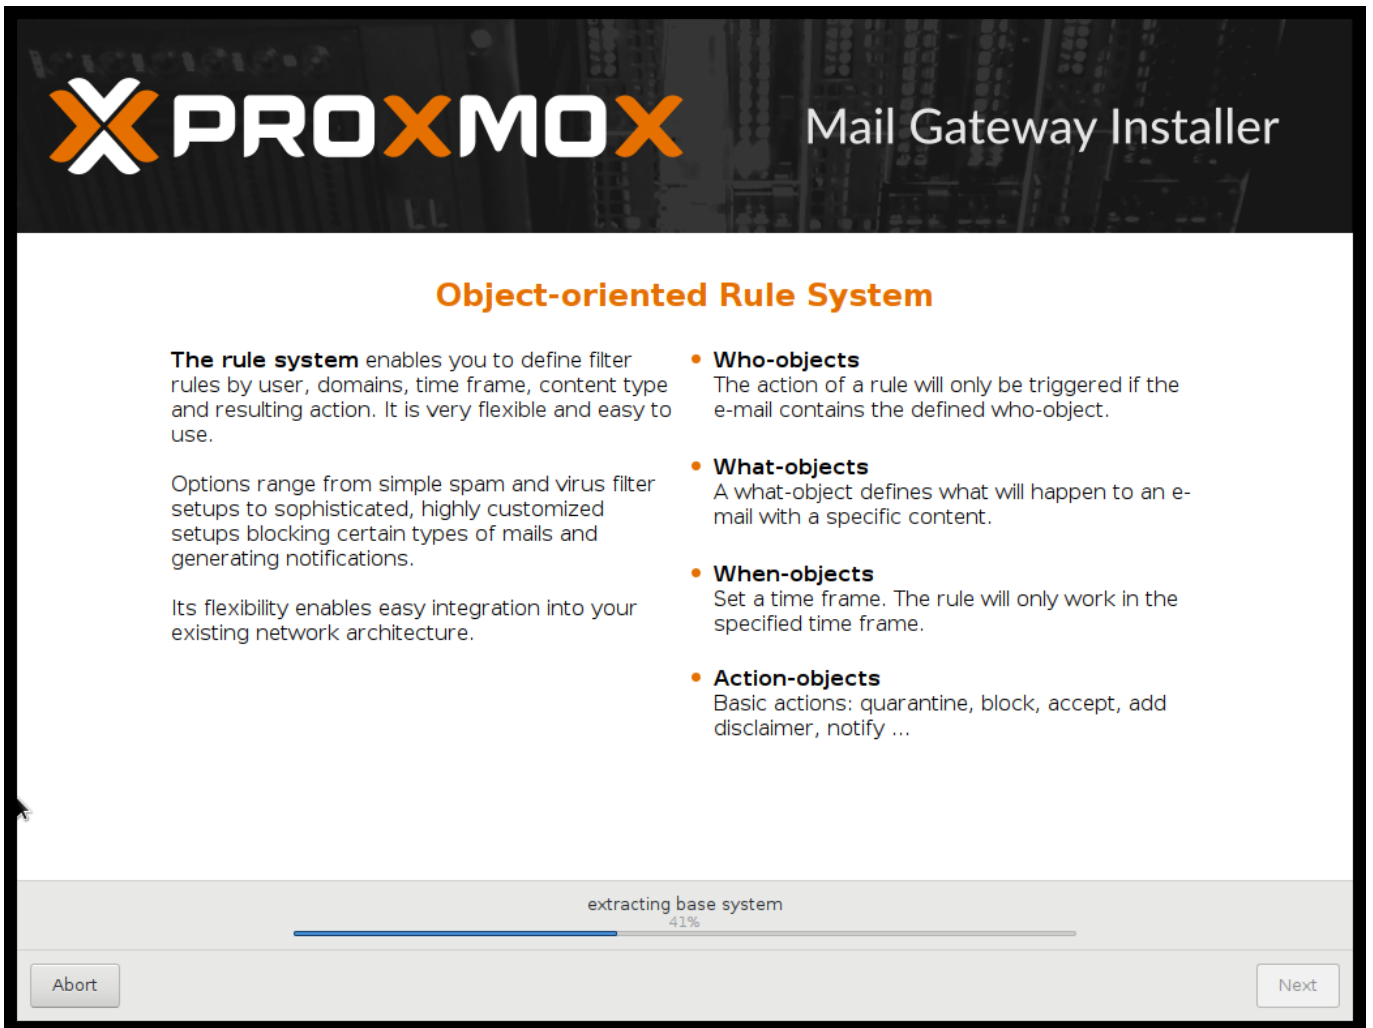 PROXMOX
Mail Gateway Installer
Object-oriented Rule System
The rule system enables you to define filter
rules by user, domains, time frame, content type
and resulting action. It is very flexible and easy to
use.
Options range from simple spam and virus filter
setups to sophisticated, highly customized
setups blocking certain types of mails and
generating notifications.
Its flexibility enables easy integration into your
existing network architecture.
Who-objects
The action of a rule will only be triggered if the
e-mail contains the defined who-object.
What-objects
A what-object defines what will happen to an e-
mail with a specific content.
When-objects
Set a time frame. The rule will only work in the
specified time frame.
Action-objects
Basic actions: quarantine, block, accept, add
disclaimer, notify ...
extracting base system
41%
Abort
Next